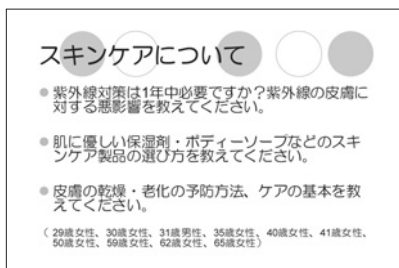 スキンケアについて
紫外線対策は1年中必要ですか？紫外線の皮膚に
対する悪影響を教えてください。
肌に優しい保湿剤・ボディーソープなどのスキ
ンケア製品の選び方を教えてください。
皮膚の乾燥・老化の予防方法、ケアの基本を教
えてください。
（ 29歳女性、30歳女性、31歳男性、35歳女性、40歳女性、41歳女性、
50歳女性、59歳女性、62歳女性、65歳女性）